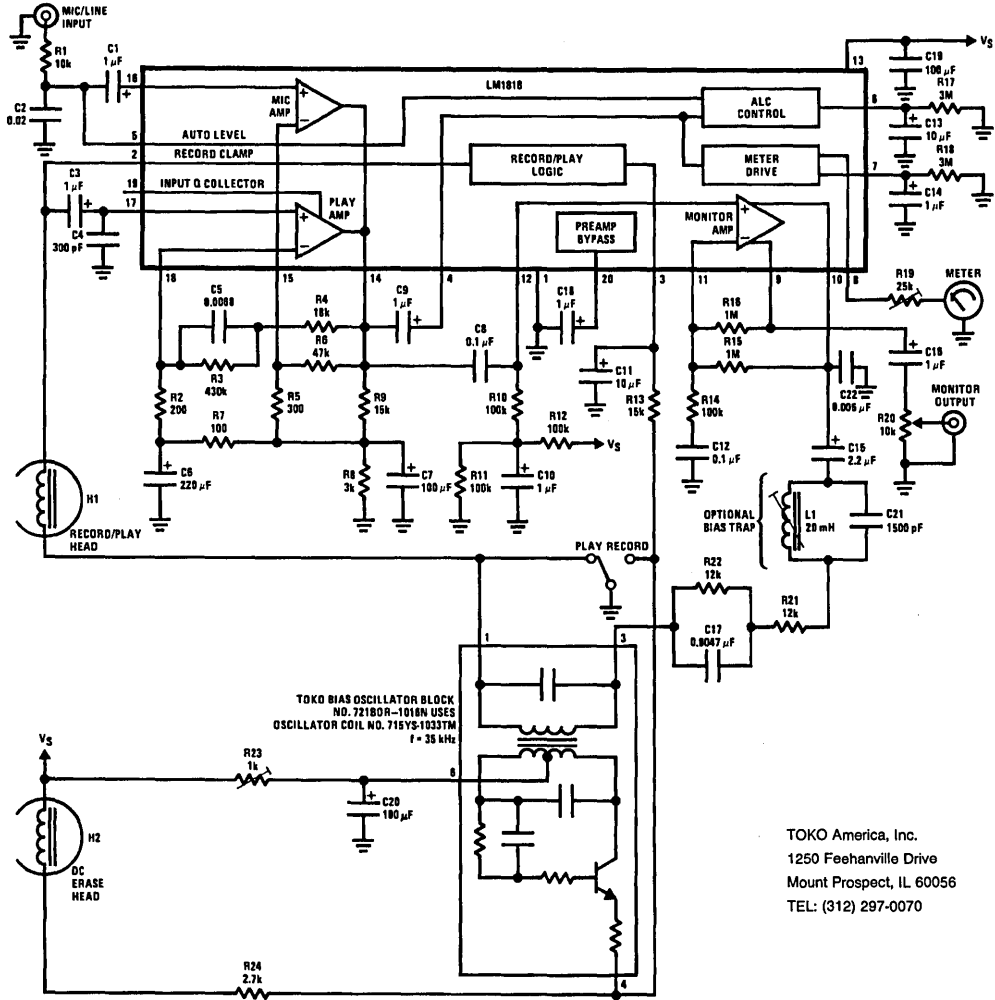 MIC/LINE
INPUT
R1
10k
C1
1 μF
+
16
C2
0.02
LM1818
MIC
AMP
+
−
ALC
CONTROL
13
VS
C19
100 μF
R17
3M
6
C13
10 μF
R18
3M
5
AUTO LEVEL
2
RECORD CLAMP
RECORD/PLAY
LOGIC
METER
DRIVE
7
C14
1 μF
C3
1 μF
19
INPUT Q COLLECTOR
17
C4
300 pF
PLAY
AMP
+
−
PREAMP
BYPASS
MONITOR
AMP
+
−
18
15
14
4
12
1
20
3
11
9
10
8
R19
25k
METER
C5
0.0068
R4
18k
C9
1 μF
C18
1 μF
R16
1M
R3
430k
R6
47k
C8
0.1 μF
C11
10 μF
R15
1M
C16
1 μF
C22
0.005 μF
MONITOR
OUTPUT
R2
200
R5
300
R9
15k
R10
100k
R13
15k
R14
100k
R20
10k
R7
100
R12
100k
VS
C6
220 μF
R8
3k
C7
100 μF
R11
100k
C10
1 μF
C12
0.1 μF
C15
2.2 μF
H1
RECORD/PLAY
HEAD
OPTIONAL
BIAS TRAP
L1
20 mH
C21
1500 pF
PLAY RECORD
R22
12k
R21
12k
C17
0.0047 μF
1
3
TOKO BIAS OSCILLATOR BLOCK
NO. 721BOR–1016N USES
OSCILLATOR COIL NO. 715YS-1033TM
f = 35 kHz
VS
R23
1k
6
C20
100 μF
H2
DC
ERASE
HEAD
R24
2.7k
4
TOKO America, Inc.
1250 Feehanville Drive
Mount Prospect, IL 60056
TEL: (312) 297-0070